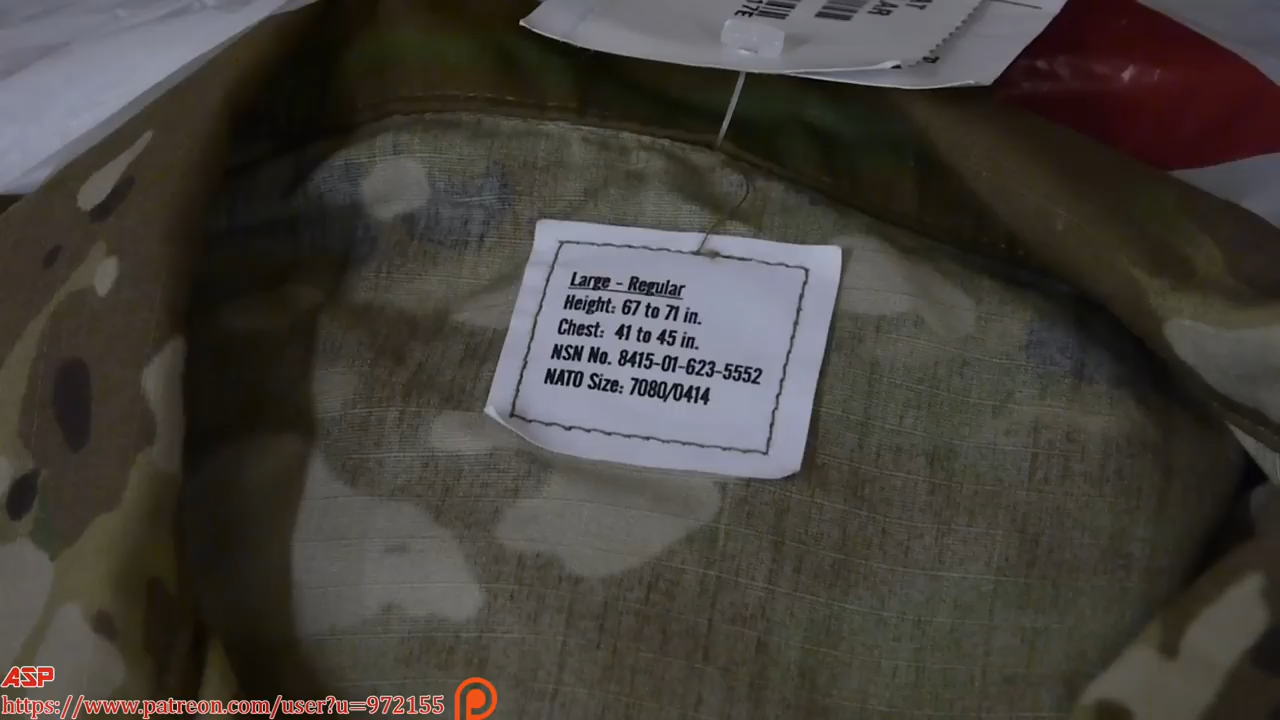 Large - Regular
Height: 67 to 71 in.
Chest: 41 to 45 in.
NSN No. 8415-01-623-5552
NATO Size: 7080/0414
ASP
https://www.patreon.com/user?u=972155